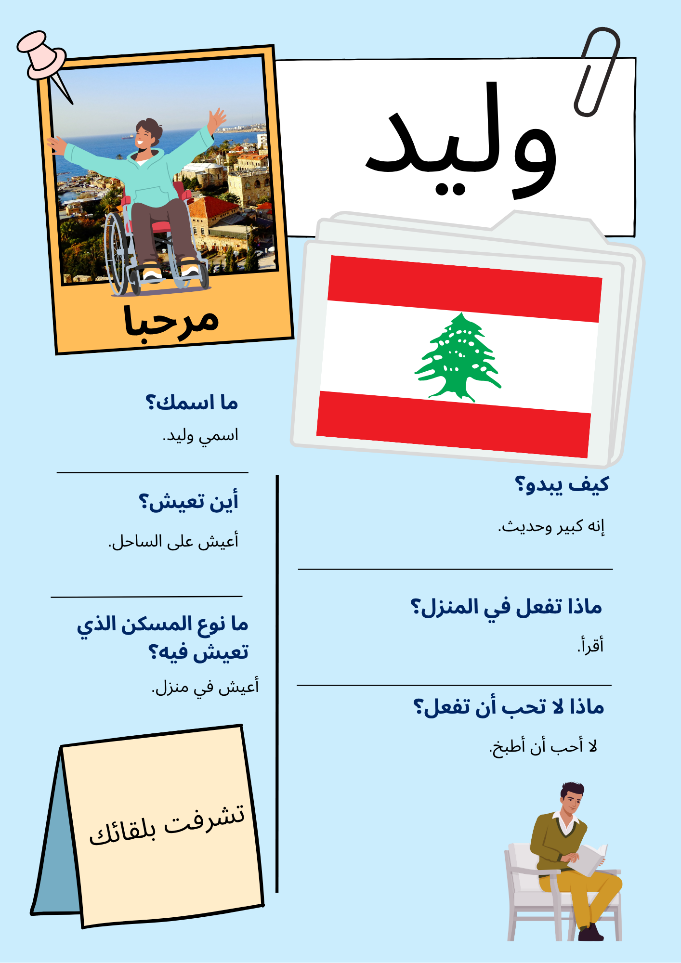 وليد
مرحبا
ما اسمك؟
اسمي وليد.
أين تعيش؟
أعيش على الساحل.
ما نوع المسكن الذي
تعيش فيه؟
أعيش في منزل.
كيف يبدو؟
إنه كبير وحديث.
ماذا تفعل في المنزل؟
أقرأ.
ماذا لا تحب أن تفعل؟
لا أحب أن أطبخ.
تشرفت بلقائك